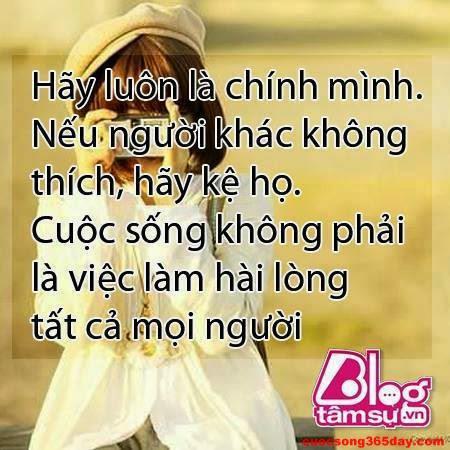 Hãy luôn là chính mình.
Nếu người khác không
thích, hãy kệ họ.
Cuộc sống không phải
là việc làm hài lòng
tất cả mọi người
Blog
tâmsự.vn
cuocsong365day.com